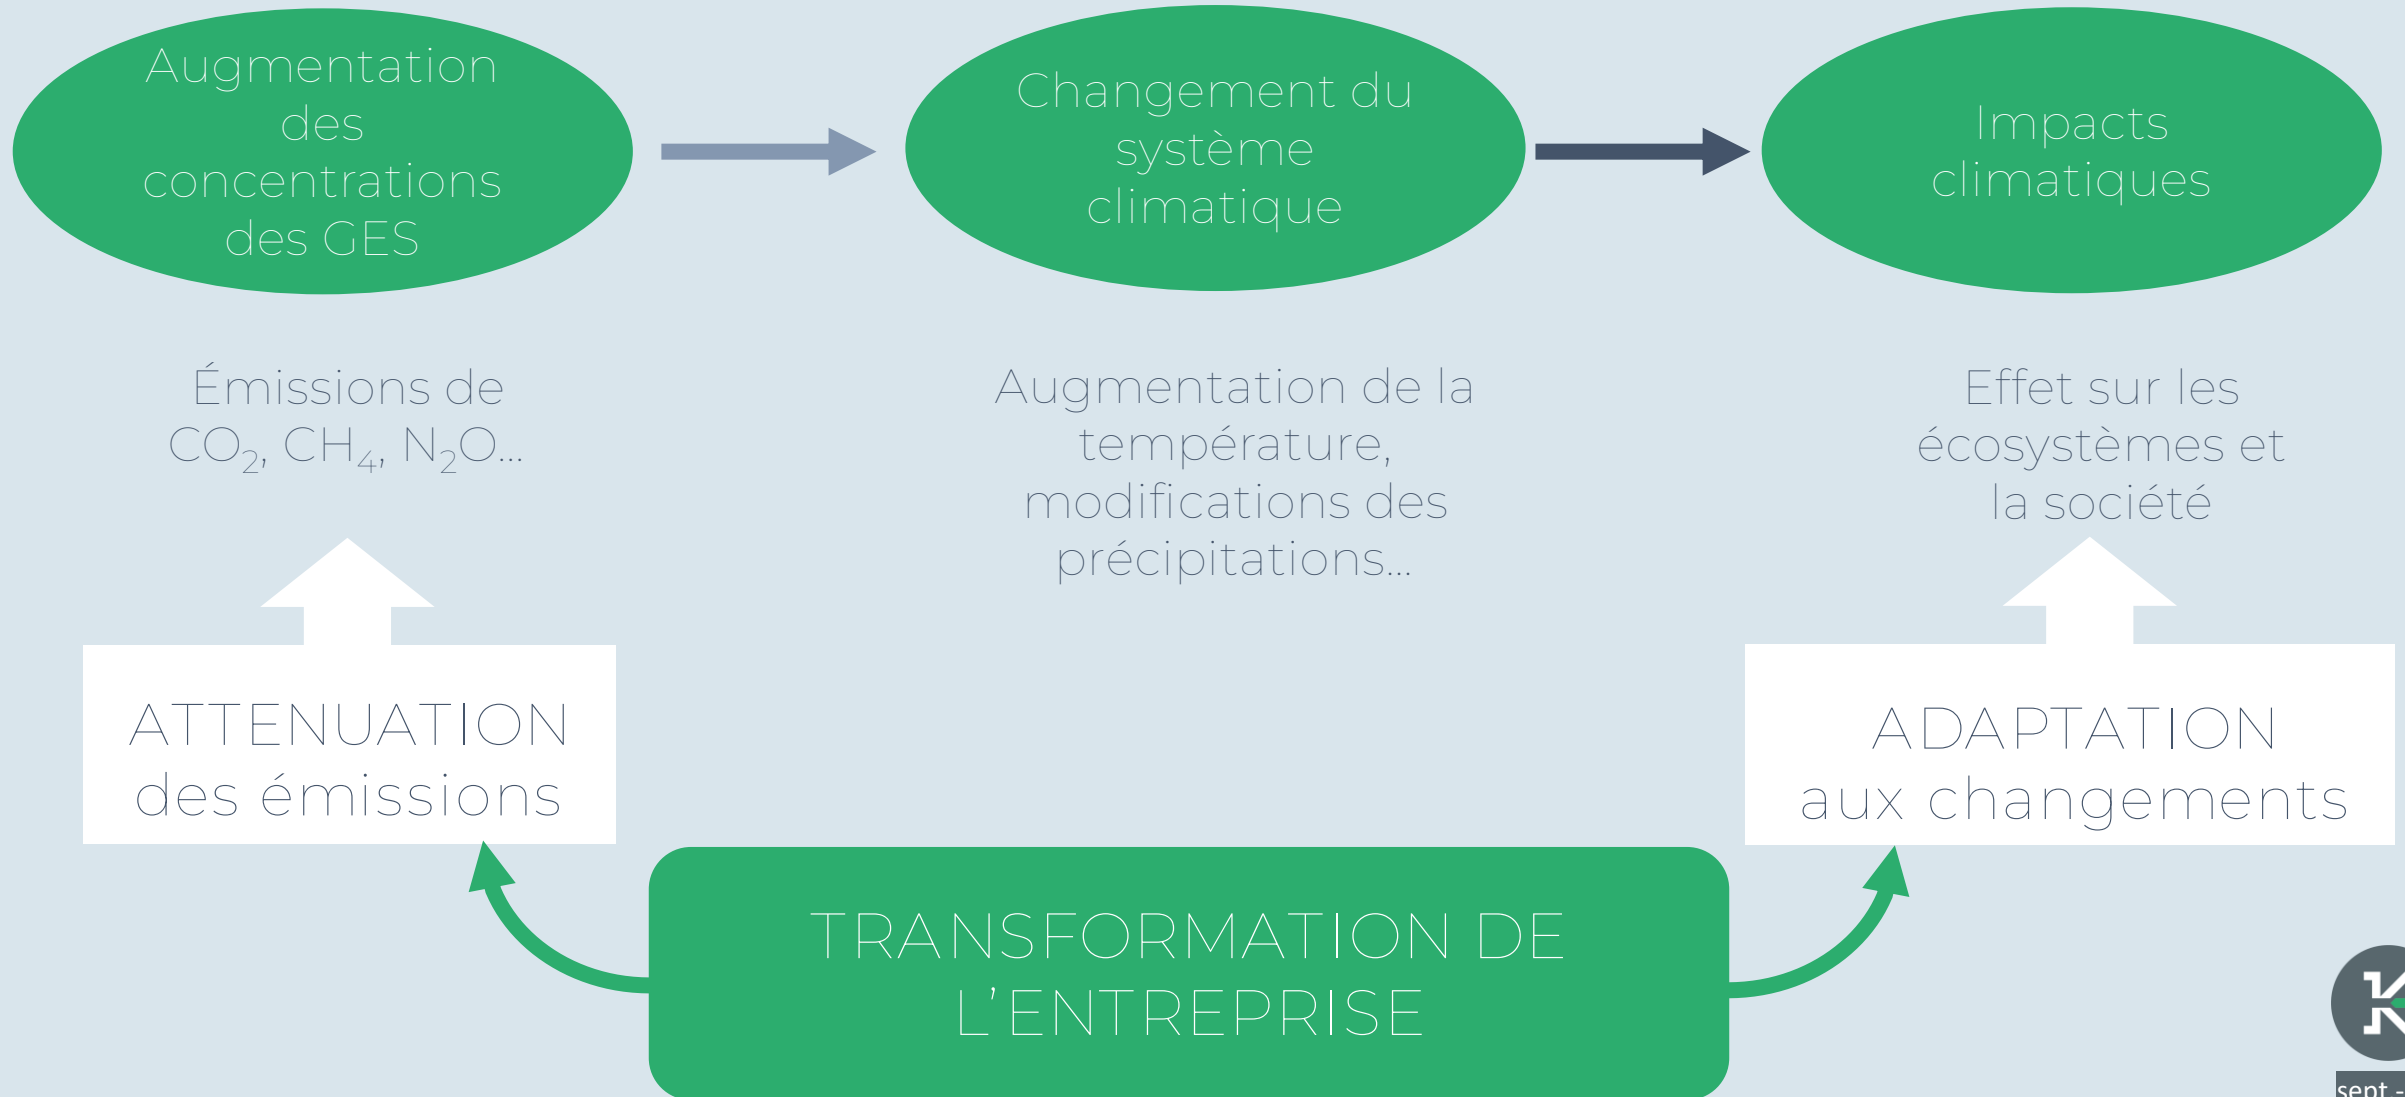 Augmentation
des
concentrations
des GES
Changement du
système
climatique
Impacts
climatiques
Émissions de
CO₂, CH₄, N₂O...
Augmentation de la
température,
modifications des
précipitations...
Effet sur les
écosystèmes et
la société
ATTENUATION
des émissions
ADAPTATION
aux changements
TRANSFORMATION DE
L'ENTREPRISE
sept.-